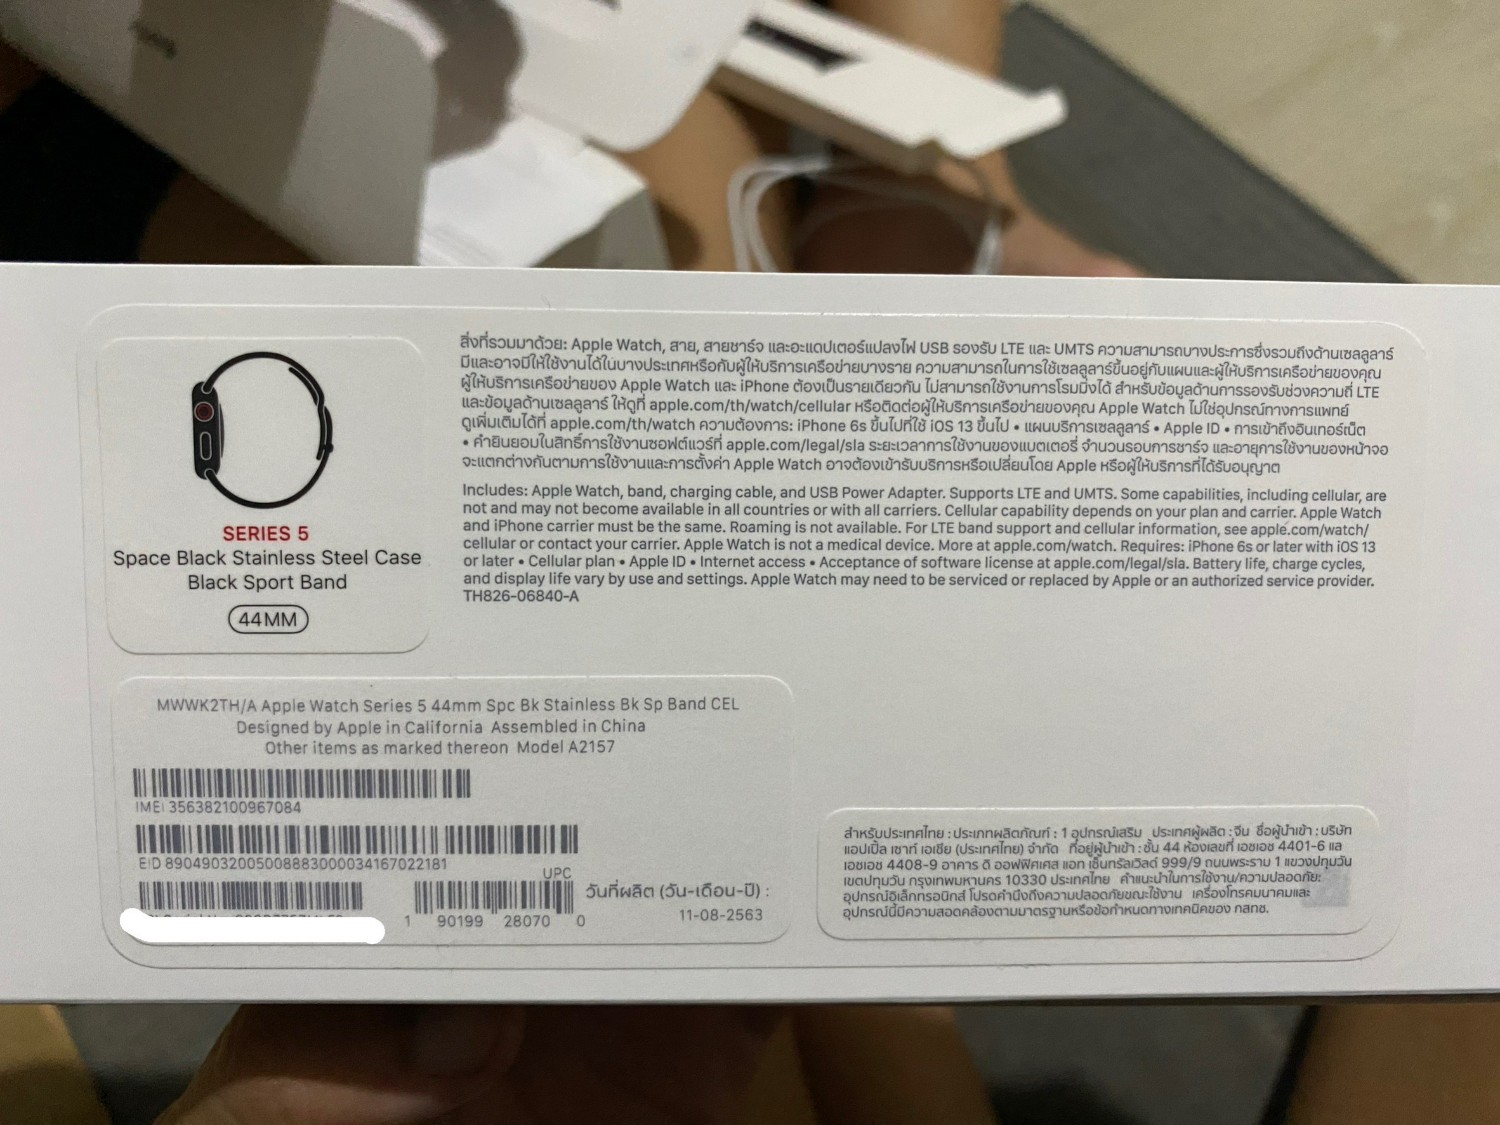 SERIES 5
Space Black Stainless Steel Case
Black Sport Band
44MM
สิ่งที่รวมมาด้วย: Apple Watch, สาย, สายชาร์จ และอะแดปเตอร์แปลงไฟ USB รองรับ LTE และ UMTS ความสามารถบางประการซึ่งรวมถึงด้านเซลลูลาร์
มีและอาจมีให้ใช้งานได้ในบางประเทศหรือกับผู้ให้บริการเครือข่ายบางราย ความสามารถในการใช้เซลลูลาร์ขึ้นอยู่กับแผนและผู้ให้บริการเครือข่ายของคุณ
ผู้ให้บริการเครือข่ายของ Apple Watch และ iPhone ต้องเป็นรายเดียวกัน ไม่สามารถใช้งานการโรมมิ่งได้ สำหรับข้อมูลด้านการรองรับช่วงความถี่ LTE
และข้อมูลด้านเซลลูลาร์ ให้ดูที่ apple.com/th/watch/cellular หรือติดต่อผู้ให้บริการเครือข่ายของคุณ Apple Watch ไม่ใช่อุปกรณ์ทางการแพทย์
ดูเพิ่มเติมได้ที่ apple.com/th/watch ความต้องการ: iPhone 6s ขึ้นไปที่ใช้ iOS 13 ขึ้นไป • แผนบริการเซลลูลาร์ • Apple ID • การเข้าถึงอินเทอร์เน็ต
• คำยินยอมในสิทธิ์การใช้งานซอฟต์แวร์ที่ apple.com/legal/sla ระยะเวลาการใช้งานของแบตเตอรี่ จำนวนรอบการชาร์จ และอายุการใช้งานของหน้าจอ
จะแตกต่างกันตามการใช้งานและการตั้งค่า Apple Watch อาจต้องเข้ารับบริการหรือเปลี่ยนโดย Apple หรือผู้ให้บริการที่ได้รับอนุญาต
Includes: Apple Watch, band, charging cable, and USB Power Adapter. Supports LTE and UMTS. Some capabilities, including cellular, are
not and may not become available in all countries or with all carriers. Cellular capability depends on your plan and carrier. Apple Watch
and iPhone carrier must be the same. Roaming is not available. For LTE band support and cellular information, see apple.com/watch/
cellular or contact your carrier. Apple Watch is not a medical device. More at apple.com/watch. Requires: iPhone 6s or later with iOS 13
or later • Cellular plan • Apple ID • Internet access • Acceptance of software license at apple.com/legal/sla. Battery life, charge cycles,
and display life vary by use and settings. Apple Watch may need to be serviced or replaced by Apple or an authorized service provider.
TH826-06840-A
MWWK2TH/A Apple Watch Series 5 44mm Spc Bk Stainless Bk Sp Band CEL
Designed by Apple in California Assembled in China
Other items as marked thereon Model A2157
IMEI 356382100967084
EID 89049032005008883000034167022181
UPC
1 90199 28070 0
วันที่ผลิต (วัน-เดือน-ปี) :
11-08-2563
สำหรับประเทศไทย : ประเภทผลิตภัณฑ์ : 1 อุปกรณ์เสริม ประเทศผู้ผลิต : จีน ชื่อผู้นำเข้า : บริษัท
แอปเปิ้ล เซาท์ เอเชีย (ประเทศไทย) จำกัด ที่อยู่ผู้นำเข้า : ชั้น 44 ห้องเลขที่ เอชเอช 4401-6 แล
เอชเอช 4408-9 อาคาร ดิ ออฟฟิศเศส แอท เซ็นทรัลเวิลด์ 999/9 ถนนพระราม 1 แขวงปทุมวัน
เขตปทุมวัน กรุงเทพมหานคร 10330 ประเทศไทย คำแนะนำในการใช้งาน/ความปลอดภัย:
อุปกรณ์อิเล็กทรอนิกส์ โปรดคำนึงถึงความปลอดภัยขณะใช้งาน เครื่องโทรคมนาคมและ
อุปกรณ์นี้มีความสอดคล้องตามมาตรฐานหรือข้อกำหนดทางเทคนิคของ กสทช.